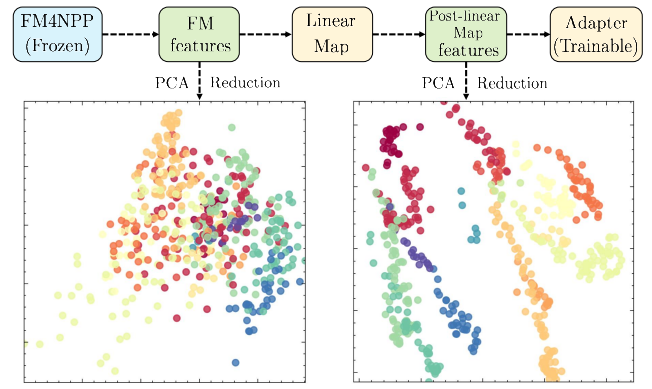 FM4NPP
(Frozen)
FM
features
Linear
Map
Post-linear
Map
features
Adapter
(Trainable)
PCA Reduction
PCA Reduction